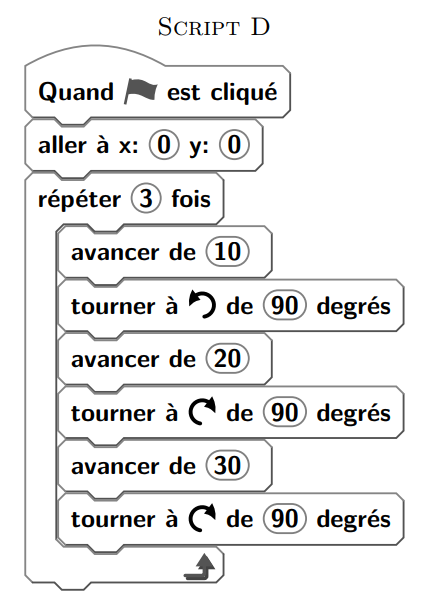 SCRIPT D
Quand est cliqué
aller à x: 0 y: 0
répéter 3 fois
avancer de 10
tourner à de 90 degrés
avancer de 20
tourner à de 90 degrés
avancer de 30
tourner à de 90 degrés